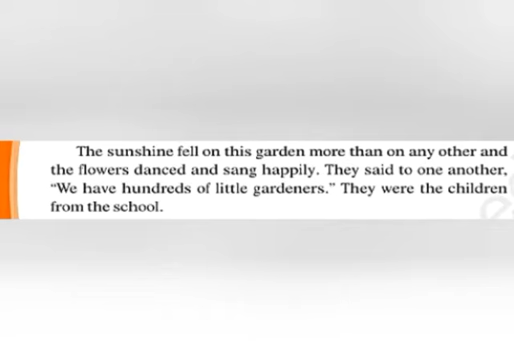 The sunshine fell on this garden more than on any other and
the flowers danced and sang happily. They said to one another,
“We have hundreds of little gardeners.” They were the children
from the school.